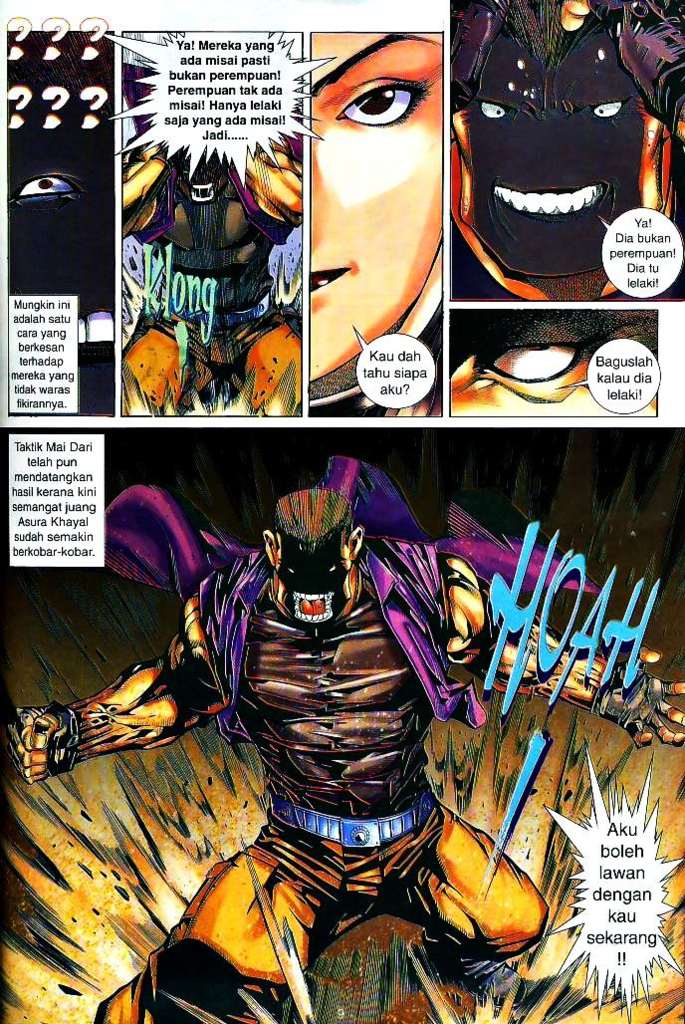 ? ? ?
? ? ?
Mungkin ini
adalah satu
cara yang
berkesan
terhadap
mereka yang
tidak waras
fikirannya.
Ya! Mereka yang
ada misai pasti
bukan perempuan!
Perempuan tak ada
misai! Hanya lelaki
saja yang ada misai!
Jadi......
Klong
!
Kau dah
tahu siapa
aku?
Ya!
Dia bukan
perempuan!
Dia tu
lelaki!
Baguslah
kalau dia
lelaki!
Taktik Mai Dari
telah pun
mendatangkan
hasil kerana kini
semangat juang
Asura Khayal
sudah semakin
berkobar-kobar.
HOAH
!
Aku
boleh
lawan
dengan
kau
sekarang
!!
9